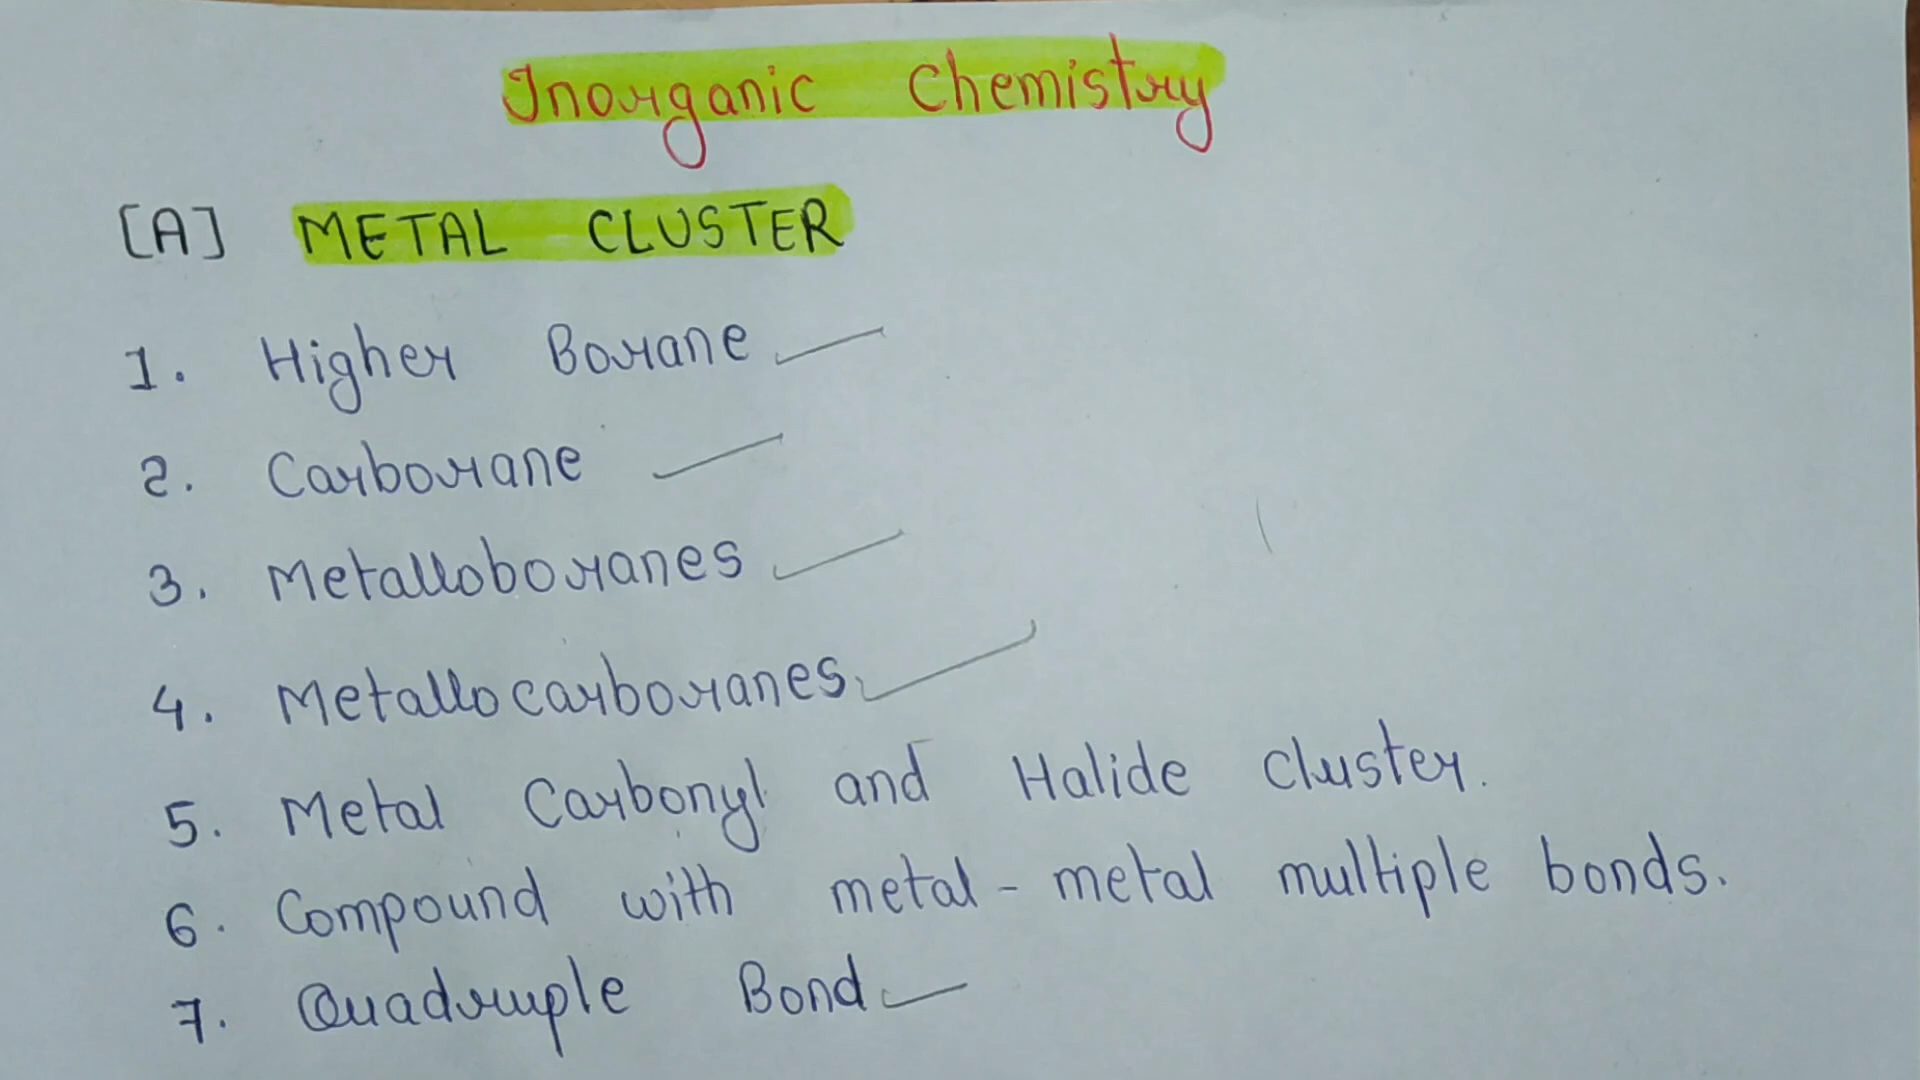 Inorganic Chemistry
[A] METAL CLUSTER
1. Higher Borane
2. Carborane
3. Metalloboranes
4. Metallocarboranes.
5. Metal Carbonyl and Halide cluster.
6. Compound with metal-metal multiple bonds.
7. Quadruple Bond